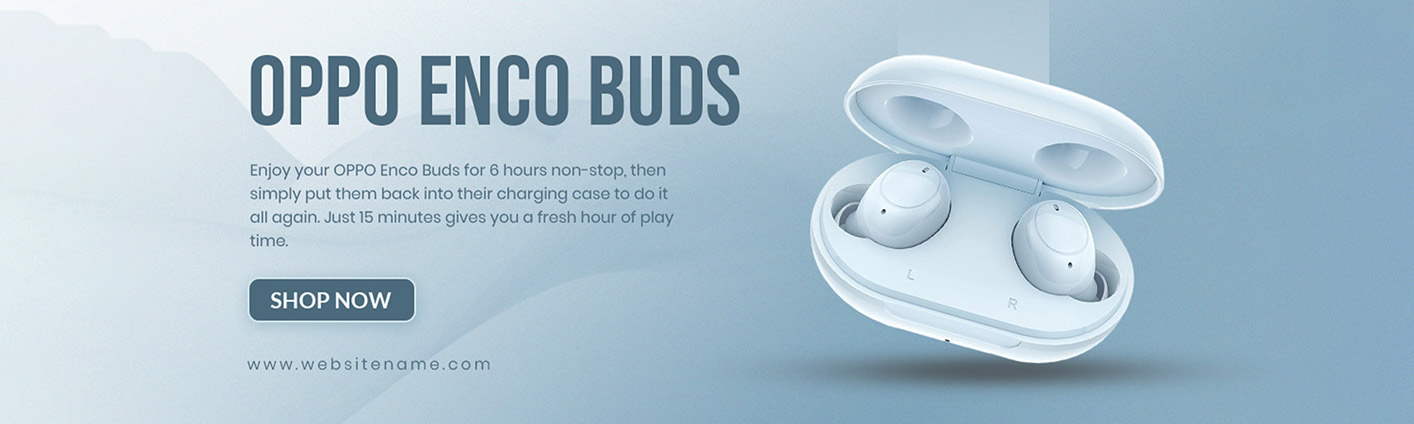 OPPO ENCO BUDS
Enjoy your OPPO Enco Buds for 6 hours non-stop, then
simply put them back into their charging case to do it
all again. Just 15 minutes gives you a fresh hour of play
time.
SHOP NOW
www.websitename.com
L
R